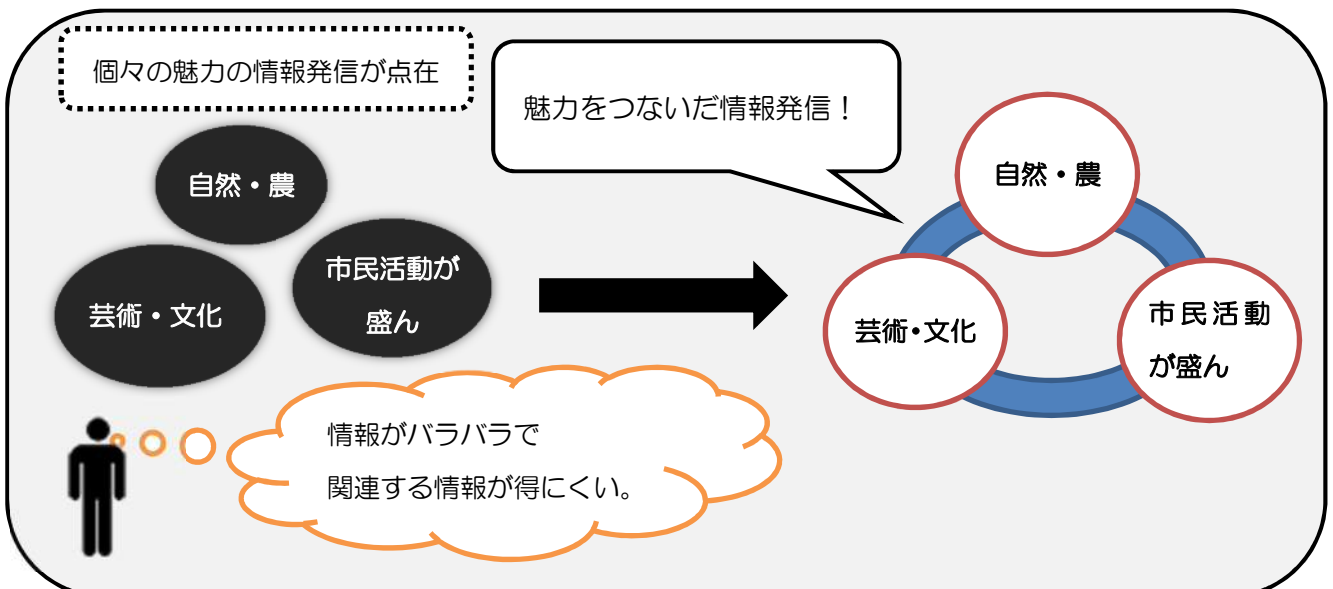 個々の魅力の情報発信が点在
自然・農
芸術・文化
市民活動が
盛ん
情報がバラバラで
関連する情報が得にくい。
魅力をつないだ情報発信！
自然・農
芸術・文化
市民活動
が盛ん